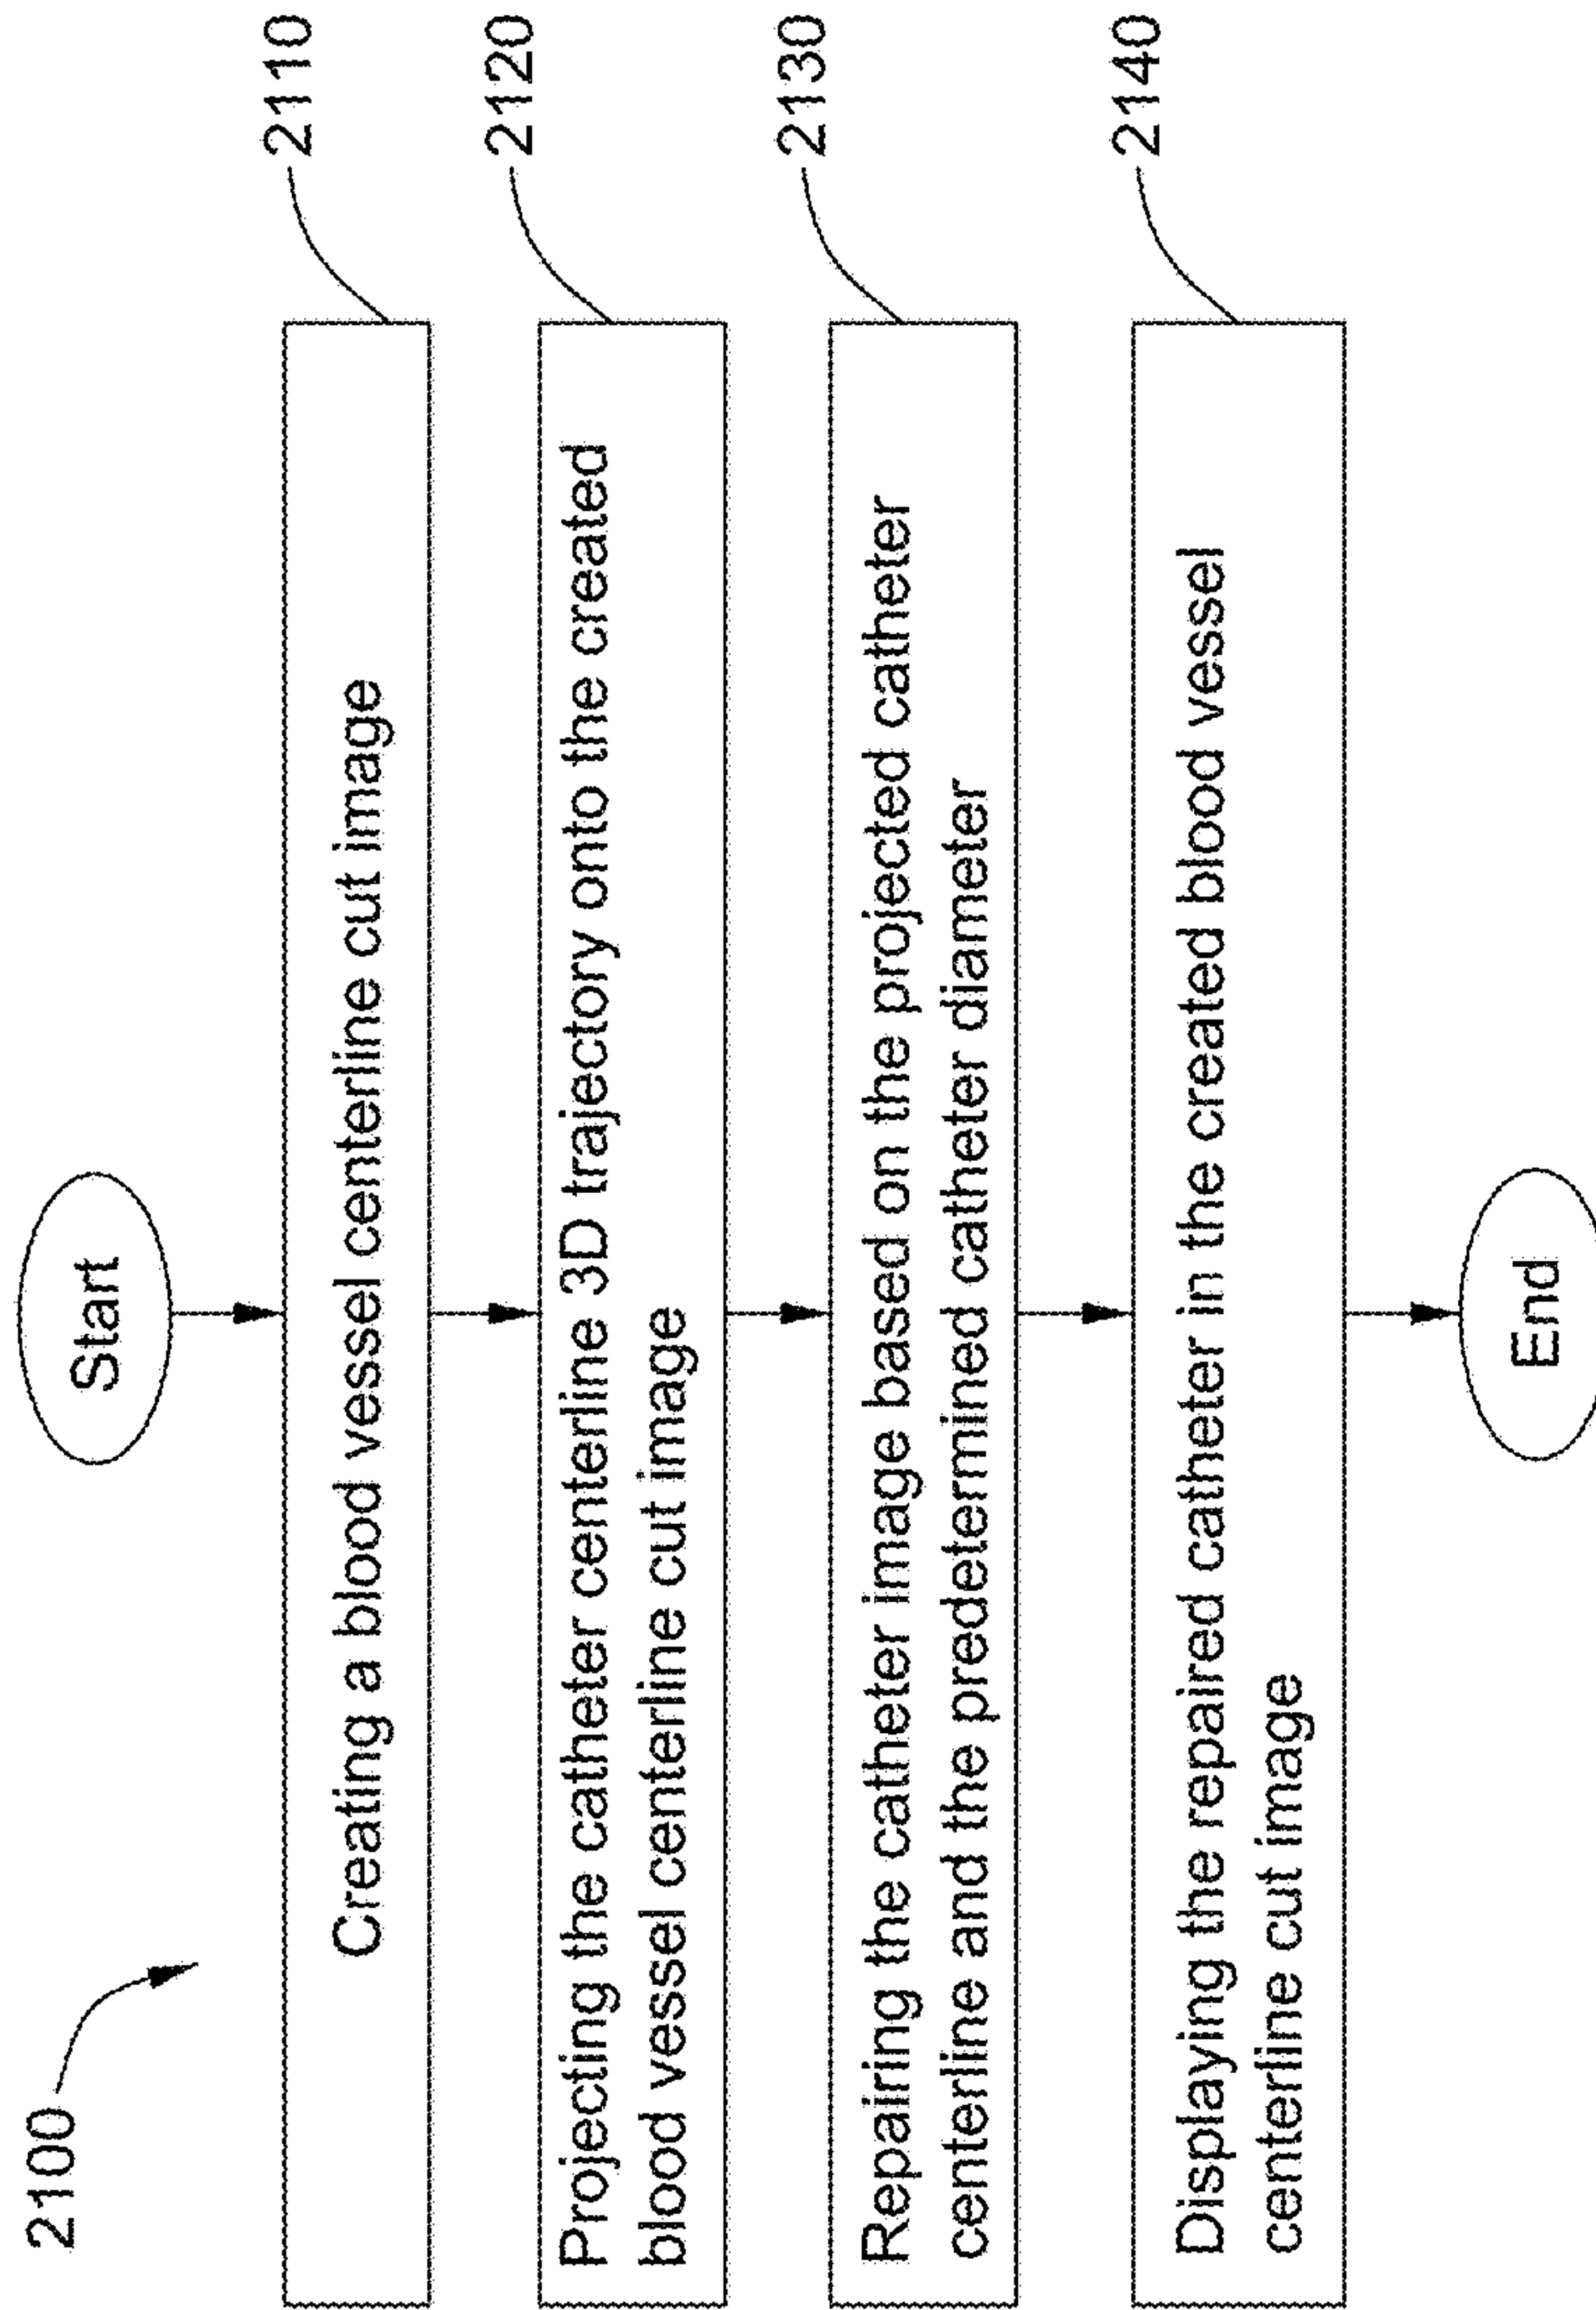 2100
Start
2110
Creating a blood vessel centerline cut image
2120
Projecting the catheter centerline 3D trajectory onto the created
blood vessel centerline cut image
2130
Repairing the catheter image based on the projected catheter
centerline and the predetermined catheter diameter
2140
Displaying the repaired catheter in the created blood vessel
centerline cut image
End